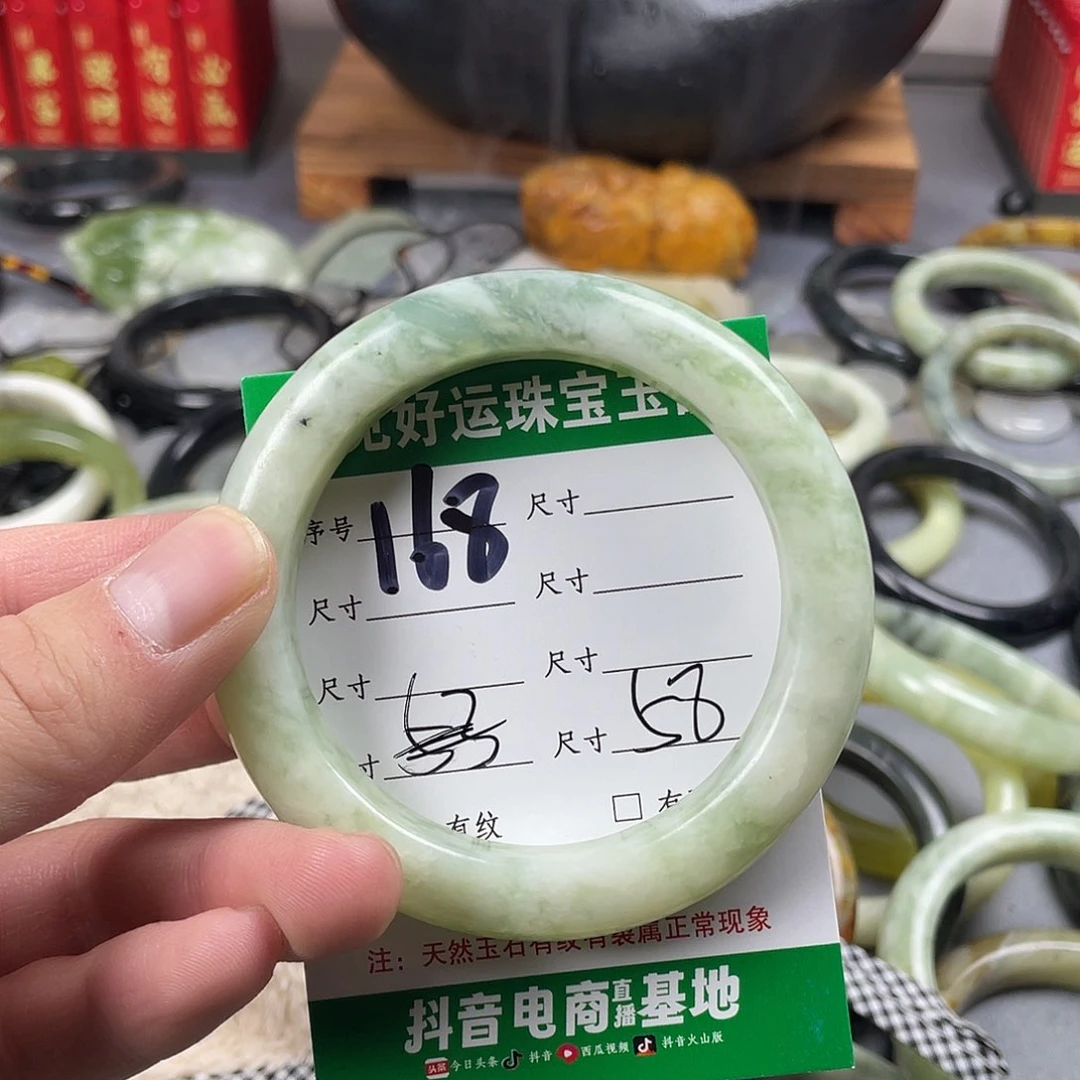 好运珠宝玉
序号 168 尺寸
尺寸 尺寸
尺寸 尺寸
寸 尺寸 58
有纹 □ 有
注：天然玉石有纹有裂属正常现象
抖音电商直播基地
头条 今日头条 抖音 西瓜视频 抖音火山版